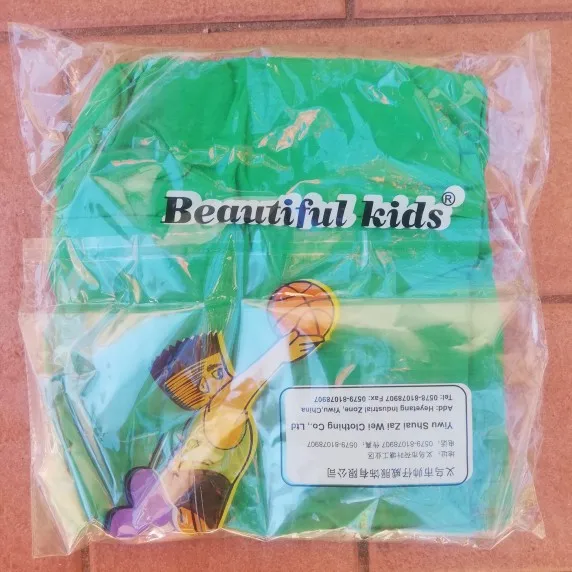 Beautiful kids®
义乌市帅仔威服饰有限公司
地址：义乌市荷叶塘工业区
电话：0579-81078907 传真：0579-81078907
Yiwu Shuai Zai Wei Clothing Co., Ltd
Add: Heyetang Industrial Zone, Yiwu,China
Tel: 0576-81078907 Fax: 0579-81078907